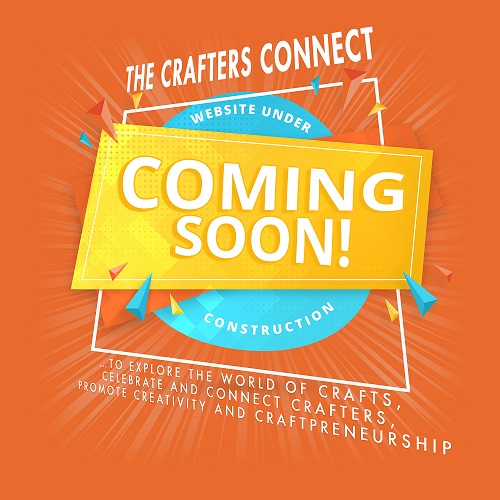 THE CRAFTERS CONNECT
WEBSITE UNDER
COMING
SOON!
CONSTRUCTION
...TO EXPLORE THE WORLD OF CRAFTS,
CELEBRATE AND CONNECT CRAFTERS,
PROMOTE CREATIVITY AND CRAFTPRENEURSHIP